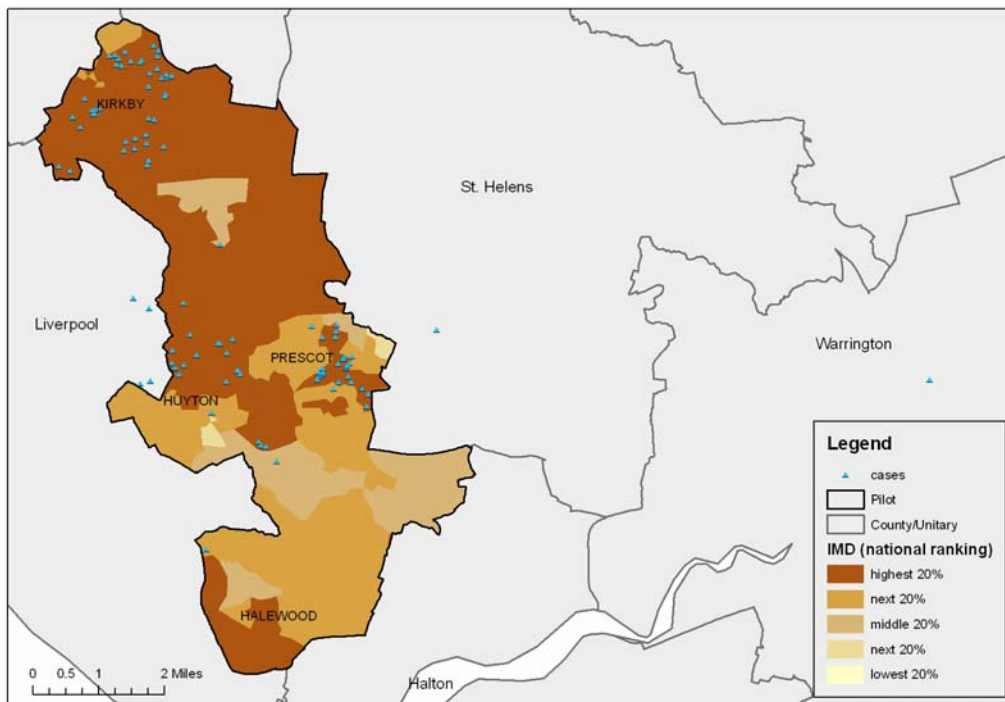 KIRKBY
St. Helens
Liverpool
Warrington
PRESCOT
HUYTON
HALEWOOD
Halton
0 0.5 1 2 Miles
Legend
cases
Pilot
County/Unitary
IMD (national ranking)
highest 20%
next 20%
middle 20%
next 20%
lowest 20%